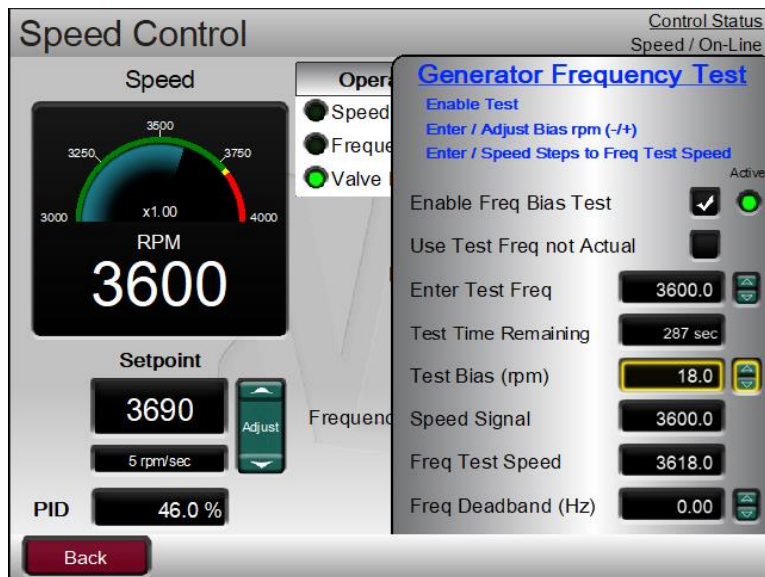 Speed Control
Control Status
Speed / On-Line
Speed
3000
3250
3500
3750
4000
x1.00
RPM
3600
Setpoint
3690
5 rpm/sec
Adjust
PID
46.0 %
Opera
Speed
Freque
Valve
Frequenc
Generator Frequency Test
Enable Test
Enter / Adjust Bias rpm (-/+)
Enter / Speed Steps to Freq Test Speed
Active
Enable Freq Bias Test
Use Test Freq not Actual
Enter Test Freq 3600.0
Test Time Remaining 287 sec
Test Bias (rpm) 18.0
Speed Signal 3600.0
Freq Test Speed 3618.0
Freq Deadband (Hz) 0.00
Back